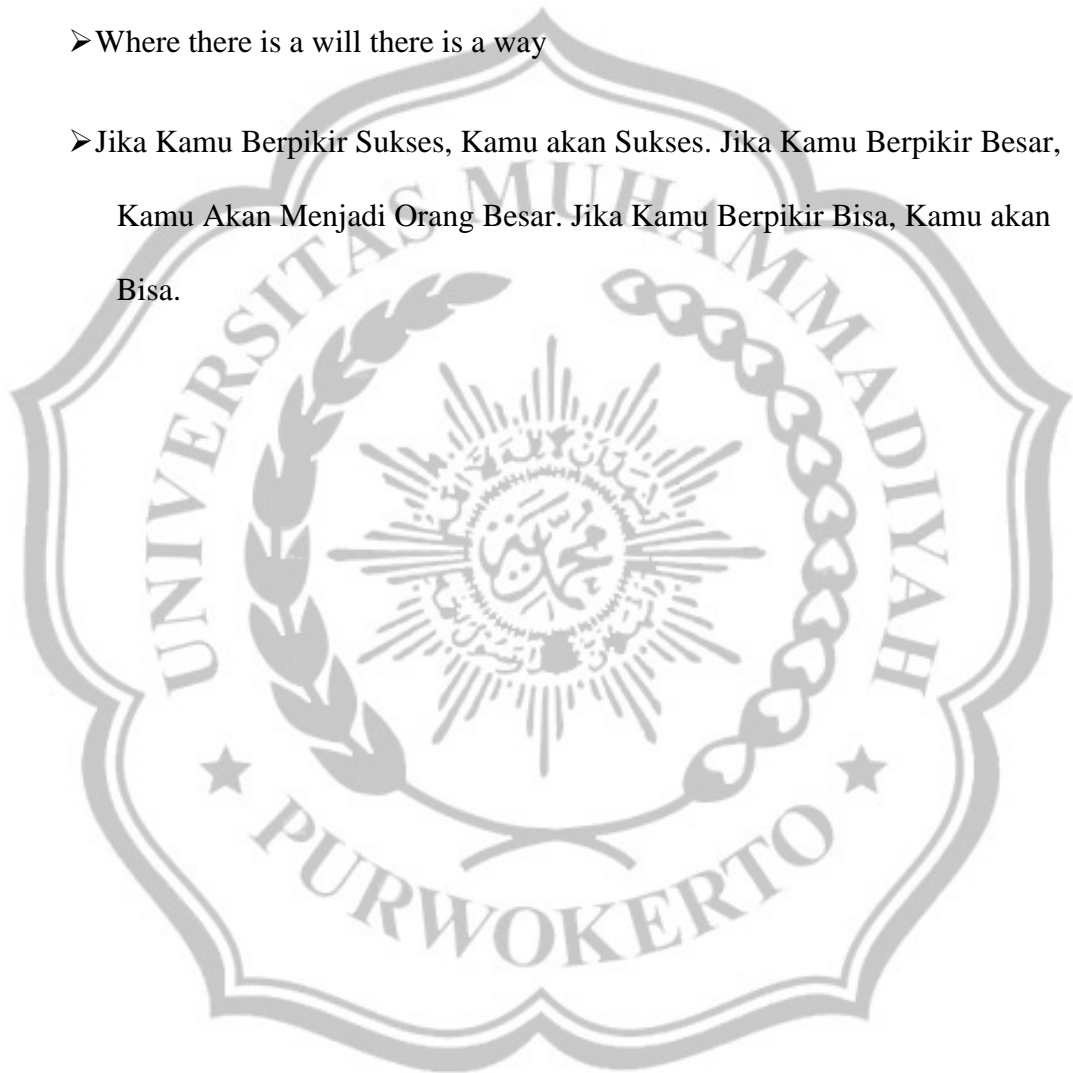 ➢Where there is a will there is a way
➢Jika Kamu Berpikir Sukses, Kamu akan Sukses. Jika Kamu Berpikir Besar,
Kamu Akan Menjadi Orang Besar. Jika Kamu Berpikir Bisa, Kamu akan
Bisa.
UNIVERSITAS MUHAMMADIYAH
محمدية
★ PURWOKERTO ★